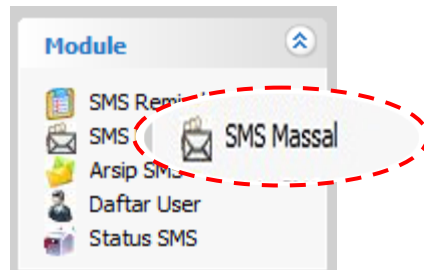 Module
SMS Remi
SMS
SMS Massal
Arsip SMS
Daftar User
Status SMS